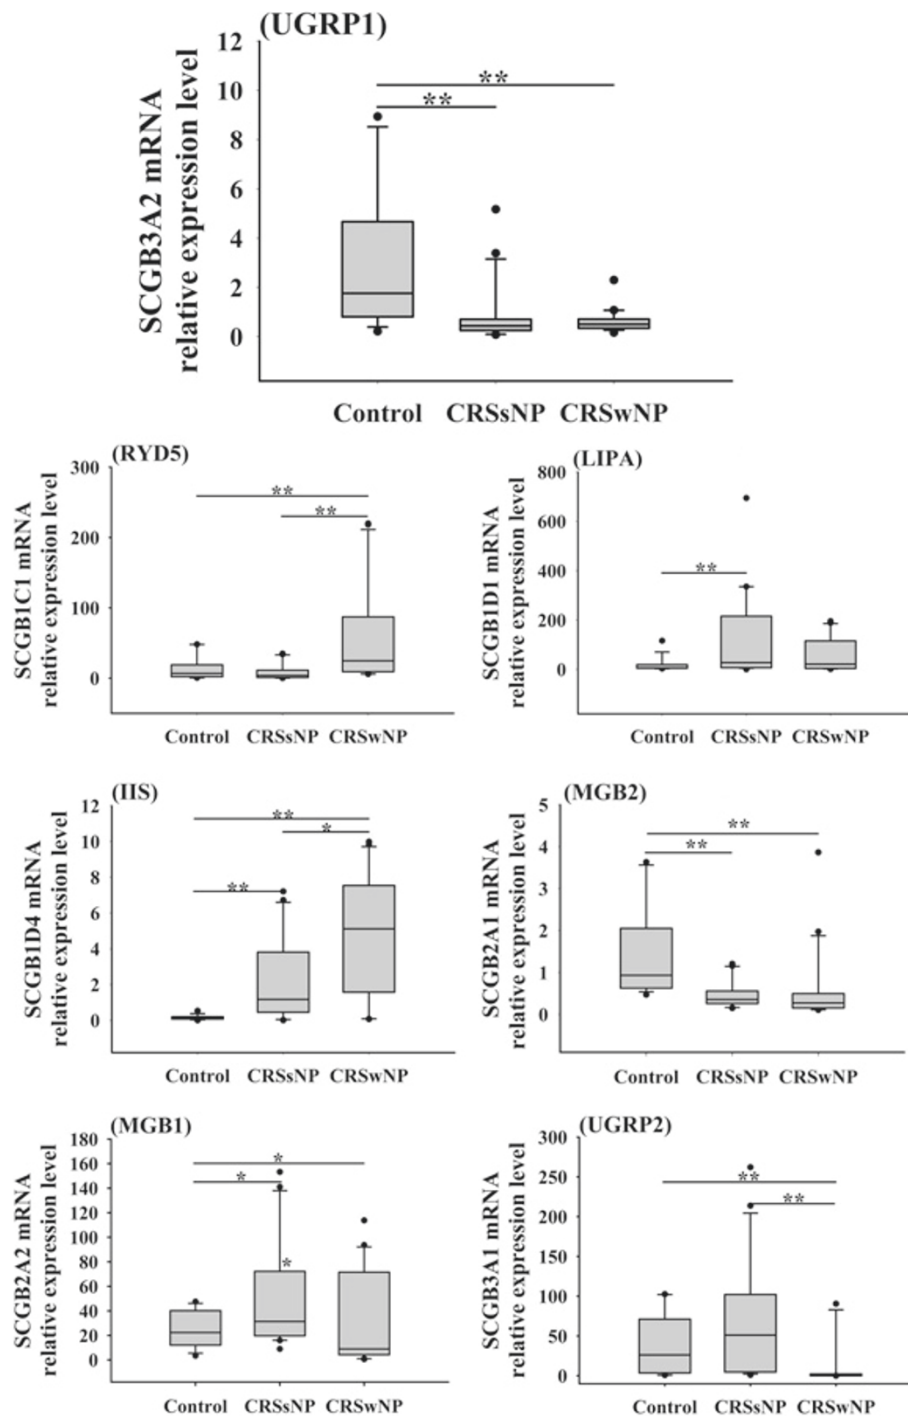 (UGRP1)
SCGB3A2 mRNA
relative expression level
12
10
8
6
4
2
0
**
**
Control CRSsNP CRSwNP
(RYD5)
SCGB1C1 mRNA
relative expression level
300
200
100
0
**
**
Control CRSsNP CRSwNP
(LIPA)
SCGB1D1 mRNA
relative expression level
800
600
400
200
0
**
Control CRSsNP CRSwNP
(IIS)
SCGB1D4 mRNA
relative expression level
12
10
8
6
4
2
0
**
*
**
Control CRSsNP CRSwNP
(MGB2)
SCGB2A1 mRNA
relative expression level
5
4
3
2
1
0
**
**
Control CRSsNP CRSwNP
(MGB1)
SCGB2A2 mRNA
relative expression level
180
160
140
120
100
80
60
40
20
0
*
*
*
Control CRSsNP CRSwNP
(UGRP2)
SCGB3A1 mRNA
relative expression level
300
250
200
150
100
50
0
**
**
Control CRSsNP CRSwNP